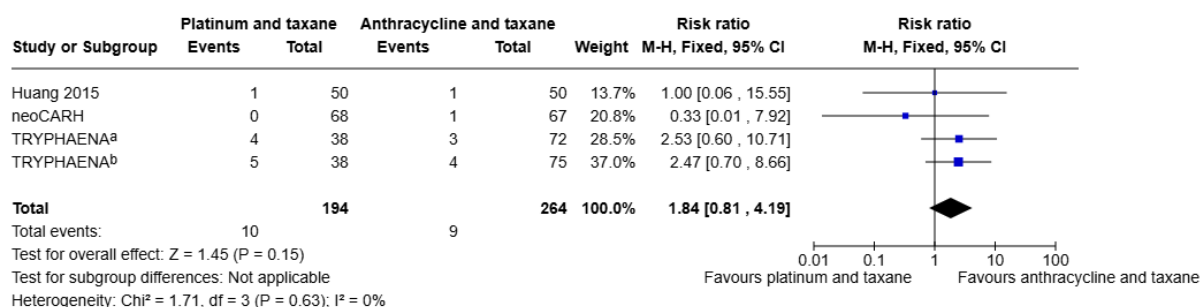 Platinum and taxane Anthracycline and taxane Risk ratio Risk ratio
Study or Subgroup Events Total Events Total Weight M-H, Fixed, 95% CI M-H, Fixed, 95% CI
Huang 2015 1 50 1 50 13.7% 1.00 [0.06 , 15.55]
neoCARH 0 68 1 67 20.8% 0.33 [0.01 , 7.92]
TRYPHAENAᵃ 4 38 3 72 28.5% 2.53 [0.60 , 10.71]
TRYPHAENAᵇ 5 38 4 75 37.0% 2.47 [0.70 , 8.66]
Total 194 264 100.0% 1.84 [0.81 , 4.19]
Total events: 10 9
Test for overall effect: Z = 1.45 (P = 0.15)
0.01 0.1 1 10 100
Test for subgroup differences: Not applicable
Favours platinum and taxane Favours anthracycline and taxane
Heterogeneity: Chi² = 1.71, df = 3 (P = 0.63); I² = 0%